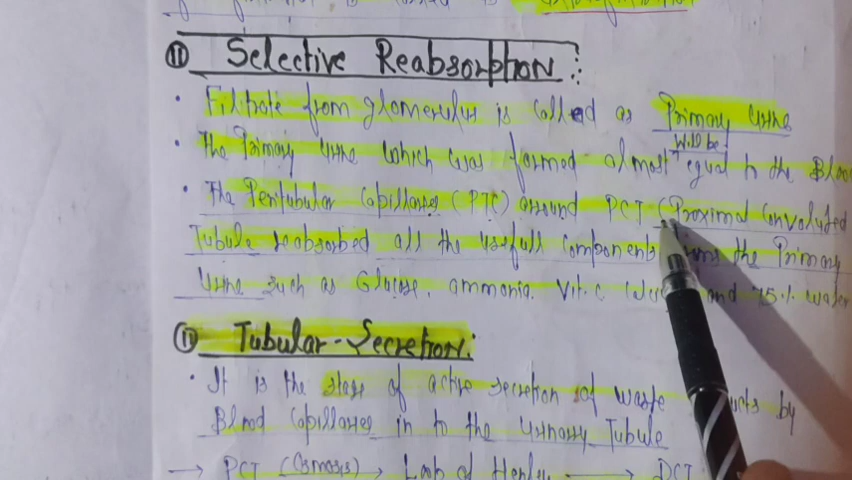 ⑪ Selective Reabsorption:
• Filtrate from glomerulus is called as Primary urine
will be
• The Primary urine which was formed almost equal to the Blood
• The Peritubular Capillaries (PTC) around PCT (Proximal Convoluted
Tubule reabsorbed all the usefull components from the Primary
urine such as Glucose, ammonia, Vit. c and 75% water
Tubular-Secretion:
• It is the stage of active secretion of waste by
Blood Capillaries in to the urinary Tubule
→ PCT (Osmosis) → Loop of Henley → DCT